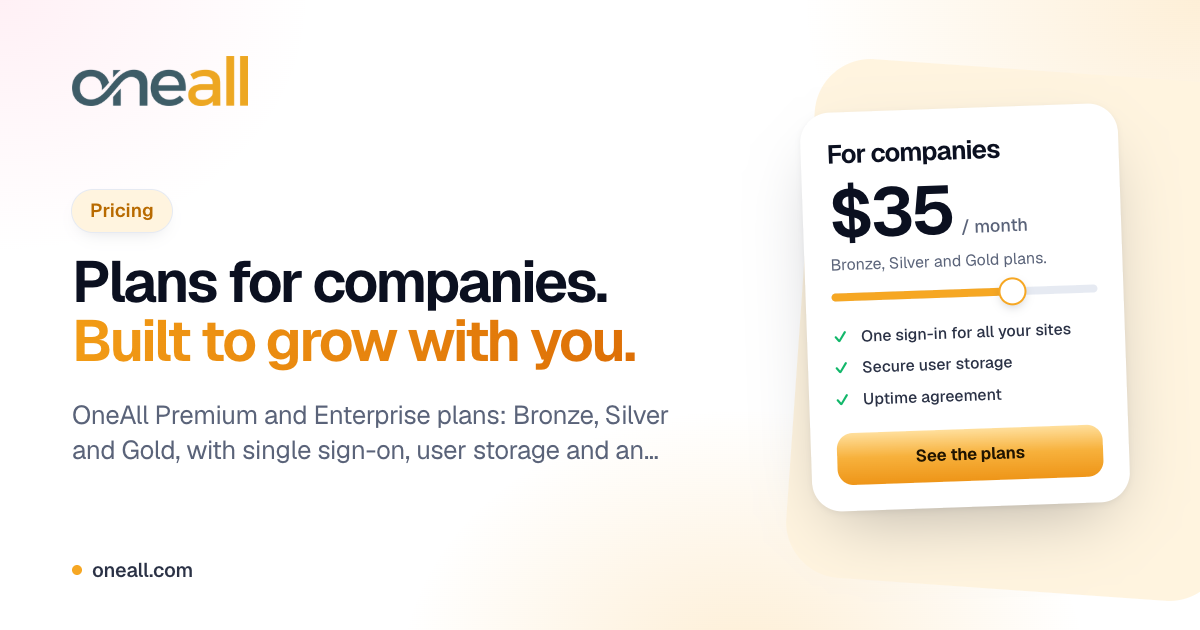 oneall
Pricing
Plans for companies.
Built to grow with you.
OneAll Premium and Enterprise plans: Bronze, Silver
and Gold, with single sign-on, user storage and an...
oneall.com
For companies
$35 / month
Bronze, Silver and Gold plans.
One sign-in for all your sites
Secure user storage
Uptime agreement
See the plans